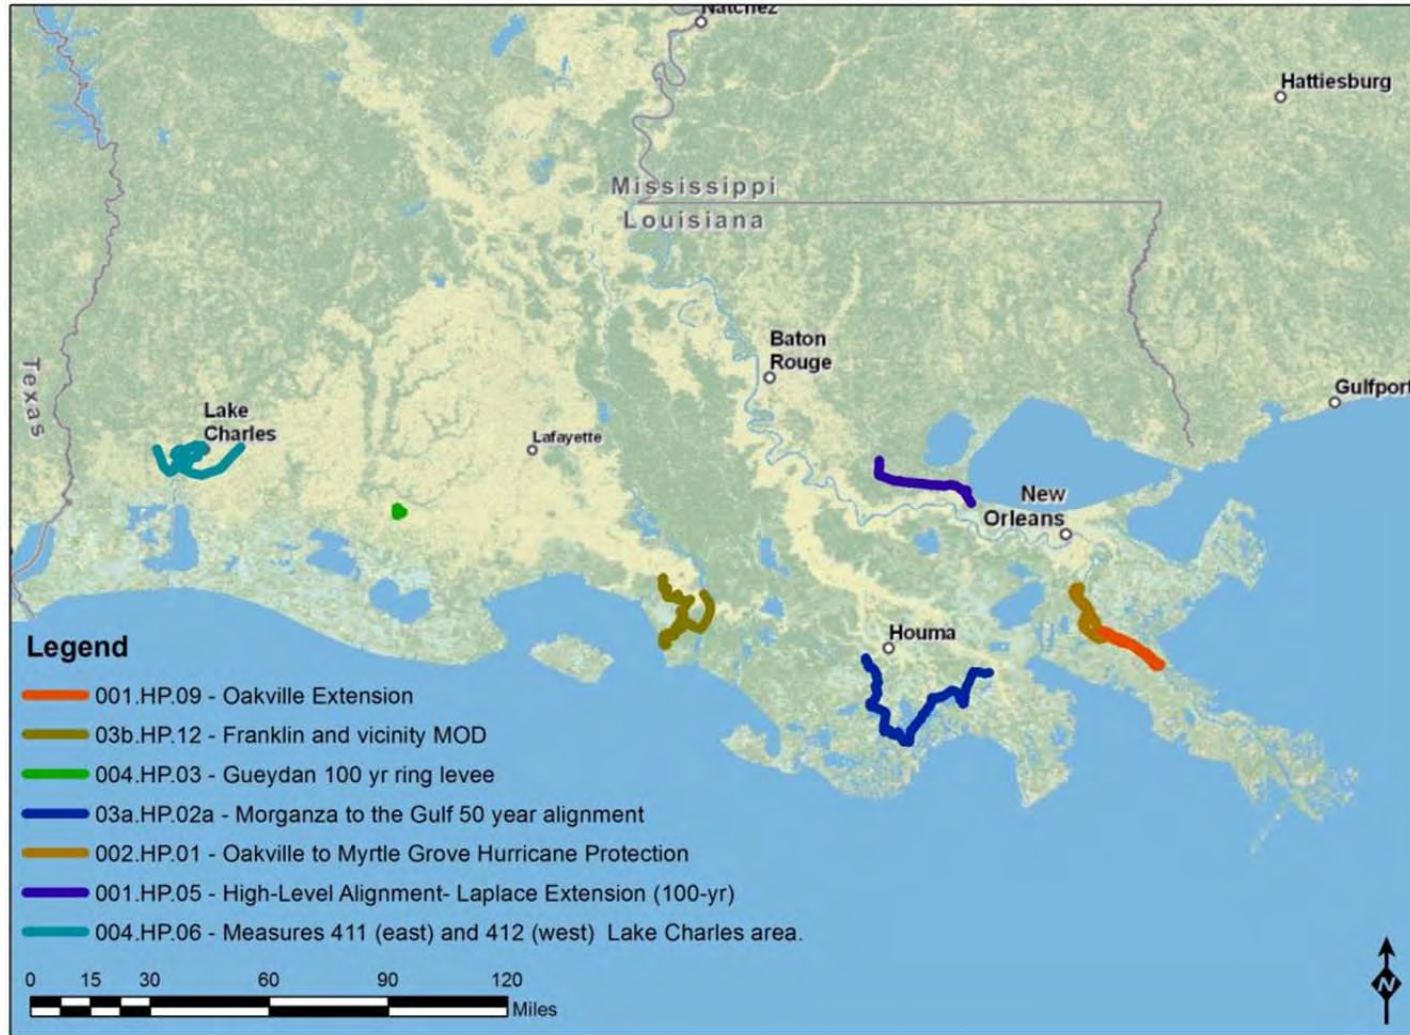 Natchez
Hattiesburg
Mississippi
Louisiana
Baton
Rouge
Texas
Gulfport
Lake
Charles
Lafayette
New
Orleans
Houma
Legend
001.HP.09 - Oakville Extension
03b.HP.12 - Franklin and vicinity MOD
004.HP.03 - Gueydan 100 yr ring levee
03a.HP.02a - Morganza to the Gulf 50 year alignment
002.HP.01 - Oakville to Myrtle Grove Hurricane Protection
001.HP.05 - High-Level Alignment- Laplace Extension (100-yr)
004.HP.06 - Measures 411 (east) and 412 (west) Lake Charles area.
0 15 30 60 90 120
Miles
N